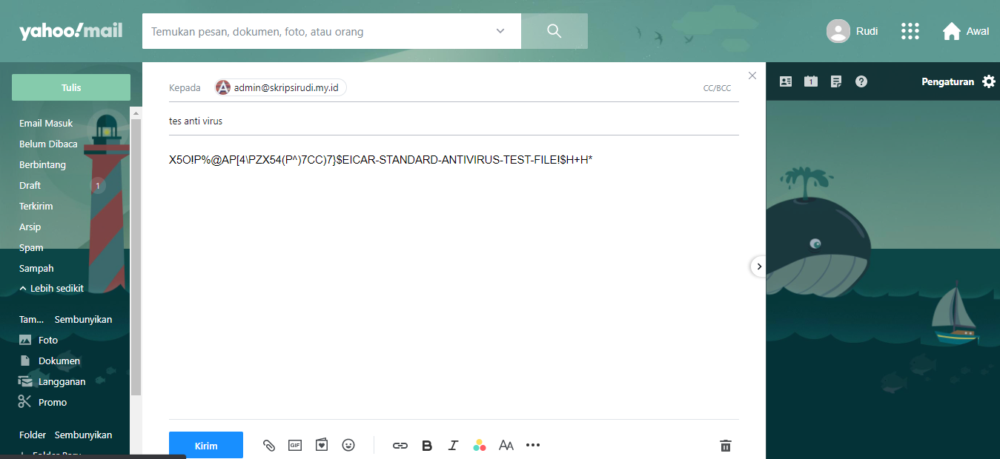 yahoo!mail
Temukan pesan, dokumen, foto, atau orang
Rudi
Awal
Tulis
Email Masuk
Belum Dibaca
Berbintang
Draft 1
Terkirim
Arsip
Spam
Sampah
Lebih sedikit
Tam... Sembunyikan
Foto
Dokumen
Langganan
Promo
Folder Sembunyikan
Kepada admin@skripsirudi.my.id CC/BCC
tes anti virus
X5O!P%@AP[4\PZX54(P^)7CC)7}$EICAR-STANDARD-ANTIVIRUS-TEST-FILE!$H+H*
Kirim
GIF
B I AA
1
Pengaturan